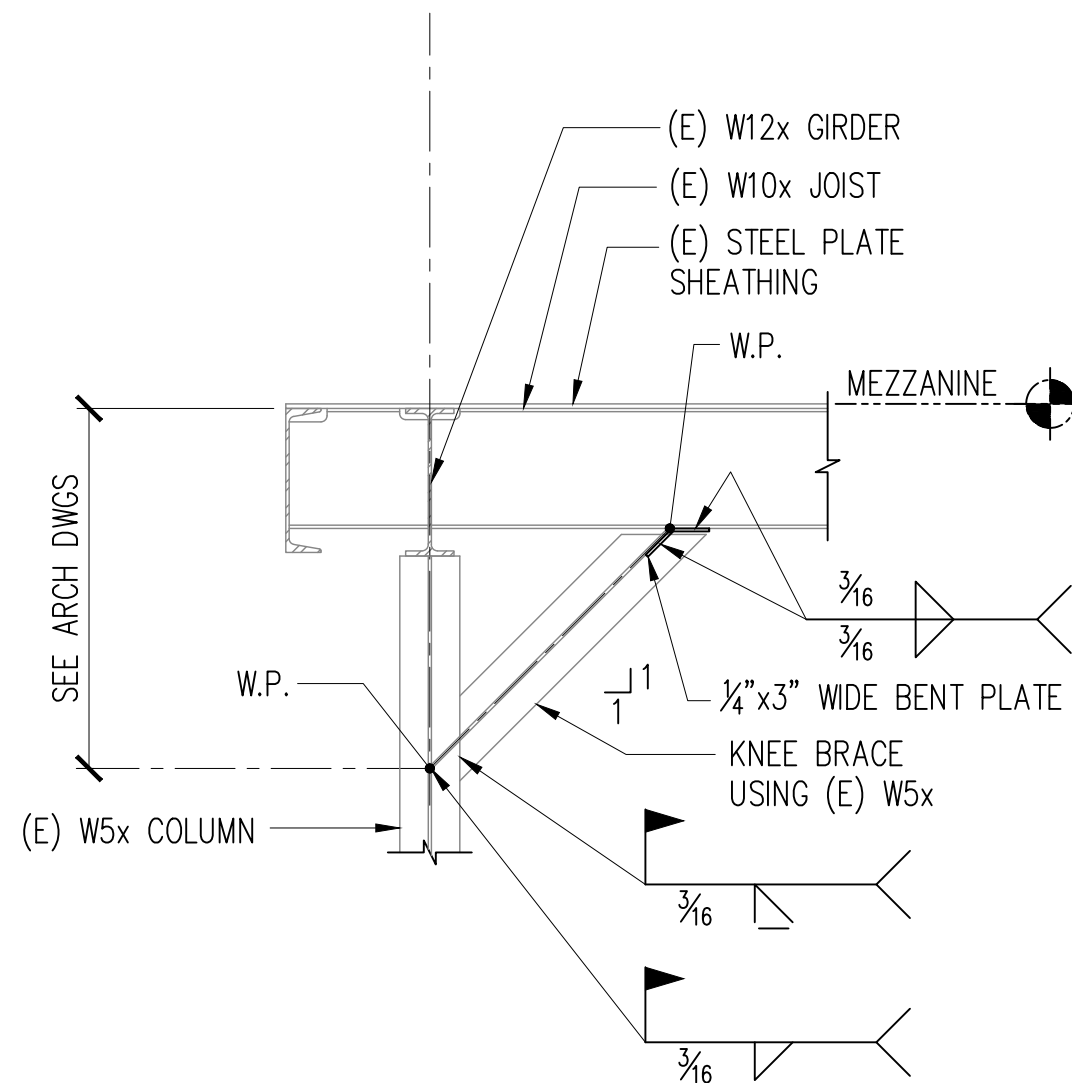 (E) W12x GIRDER
(E) W10x JOIST
(E) STEEL PLATE
SHEATHING
W.P.
MEZZANINE
SEE ARCH DWGS
3/16
3/16
W.P.
1
1
1/4"x3" WIDE BENT PLATE
KNEE BRACE
USING (E) W5x
(E) W5x COLUMN
3/16
3/16